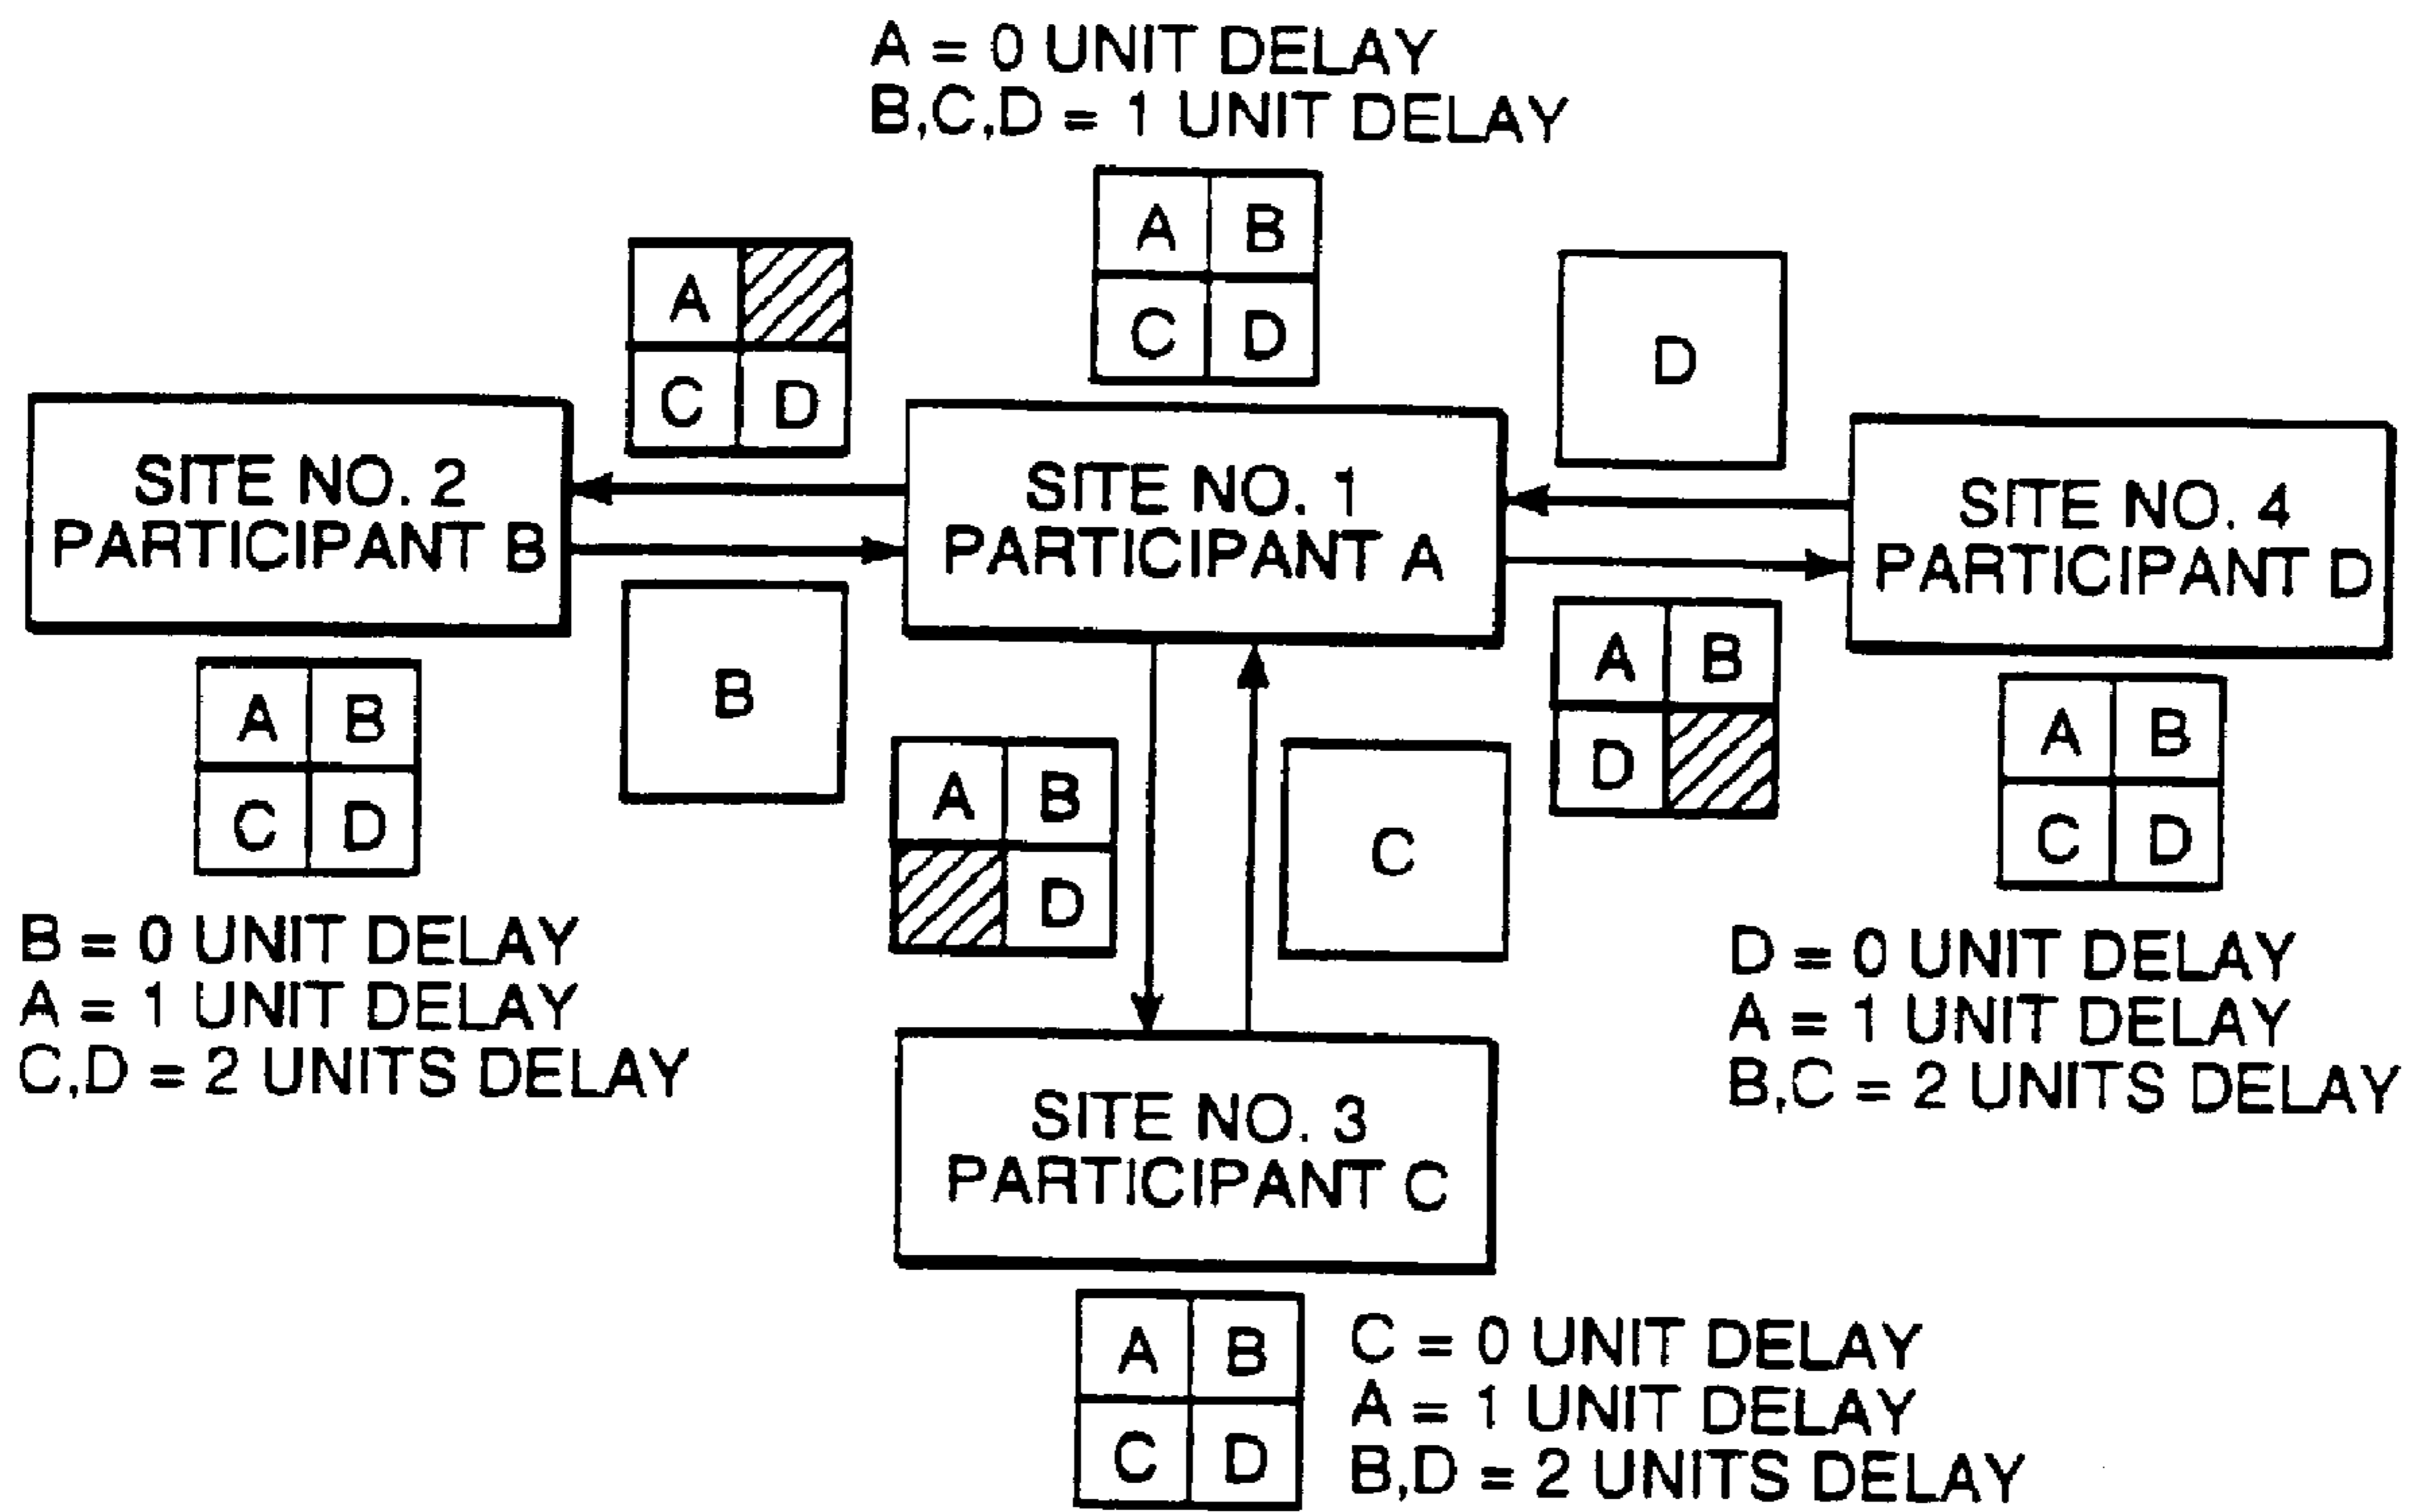 A = 0 UNIT DELAY
B,C,D = 1 UNIT DELAY
A B
C D
A
C D
D
SITE NO. 2
PARTICIPANT B
SITE NO. 1
PARTICIPANT A
SITE NO. 4
PARTICIPANT D
A B
C D
B
A B
D
C
A B
D
A B
C D
B = 0 UNIT DELAY
A = 1 UNIT DELAY
C,D = 2 UNITS DELAY
D = 0 UNIT DELAY
A = 1 UNIT DELAY
B,C = 2 UNITS DELAY
SITE NO. 3
PARTICIPANT C
A B
C D
C = 0 UNIT DELAY
A = 1 UNIT DELAY
B,D = 2 UNITS DELAY